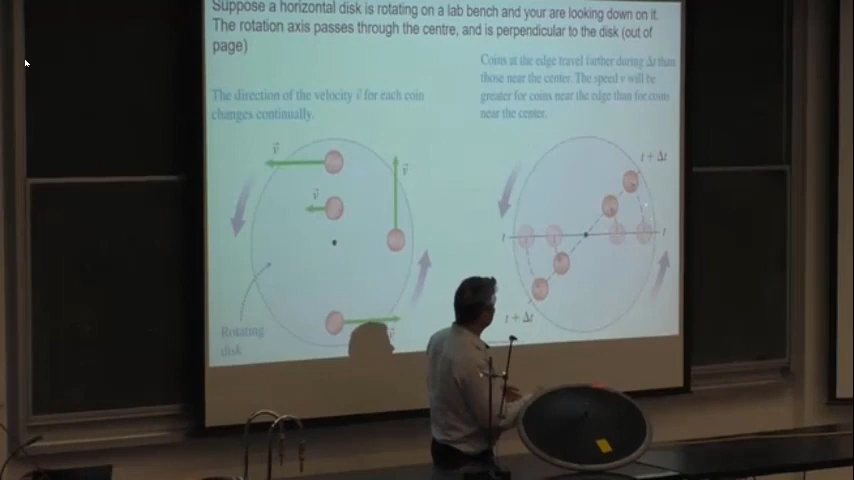 Suppose a horizontal disk is rotating on a lab bench and your are looking down on it.
The rotation axis passes through the centre, and is perpendicular to the disk (out of
page)
Coins at the edge travel farther during Δt than
those near the center. The speed v will be
greater for coins near the edge than for coins
near the center.
The direction of the velocity v⃗ for each coin
changes continually.
v⃗
v⃗
v⃗
v⃗
Rotating
disk
t + Δt
t
t
t + Δt